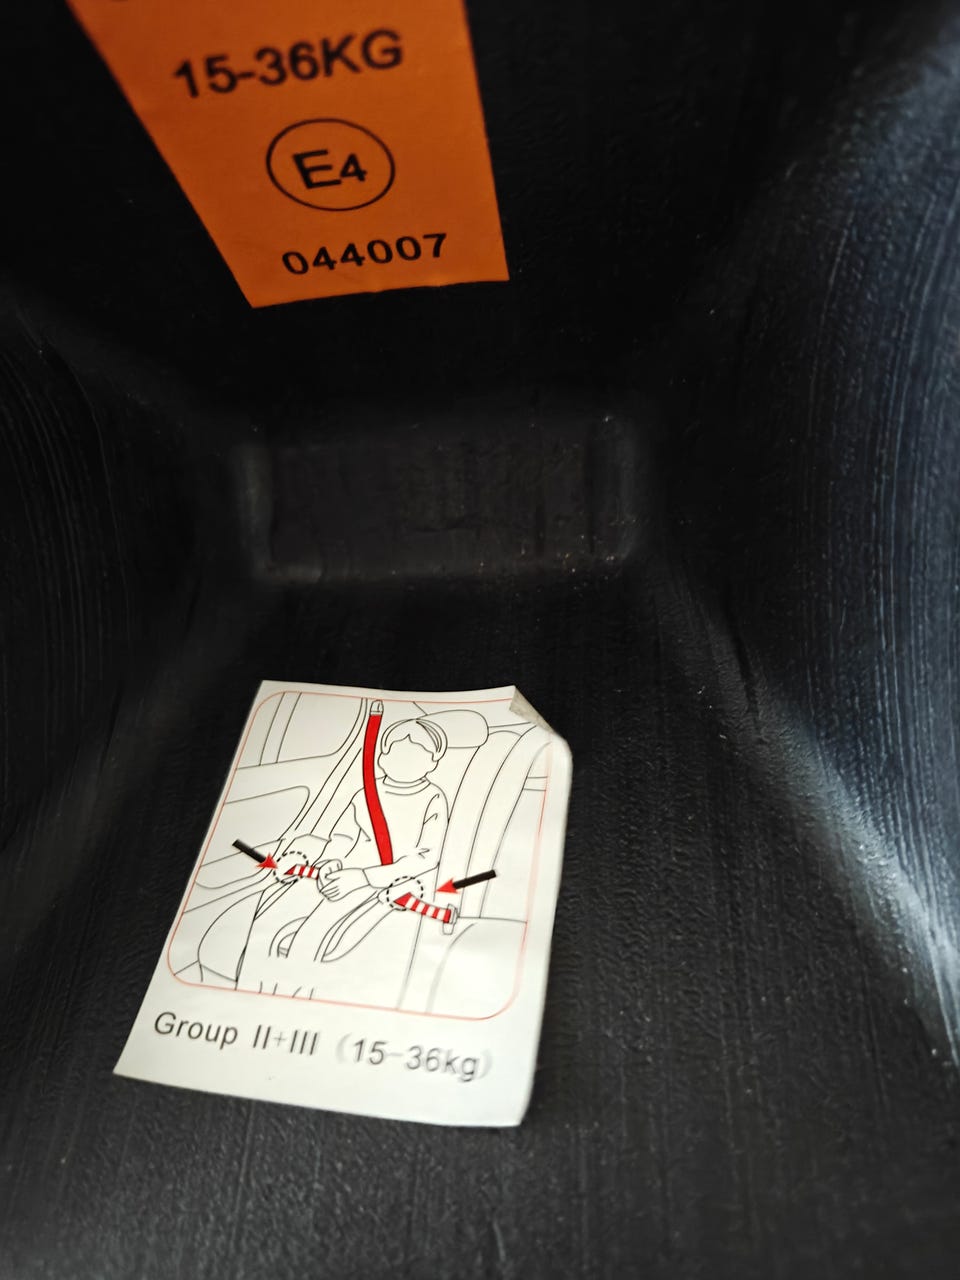 15-36KG
E4
044007
Group II+III (15-36kg)